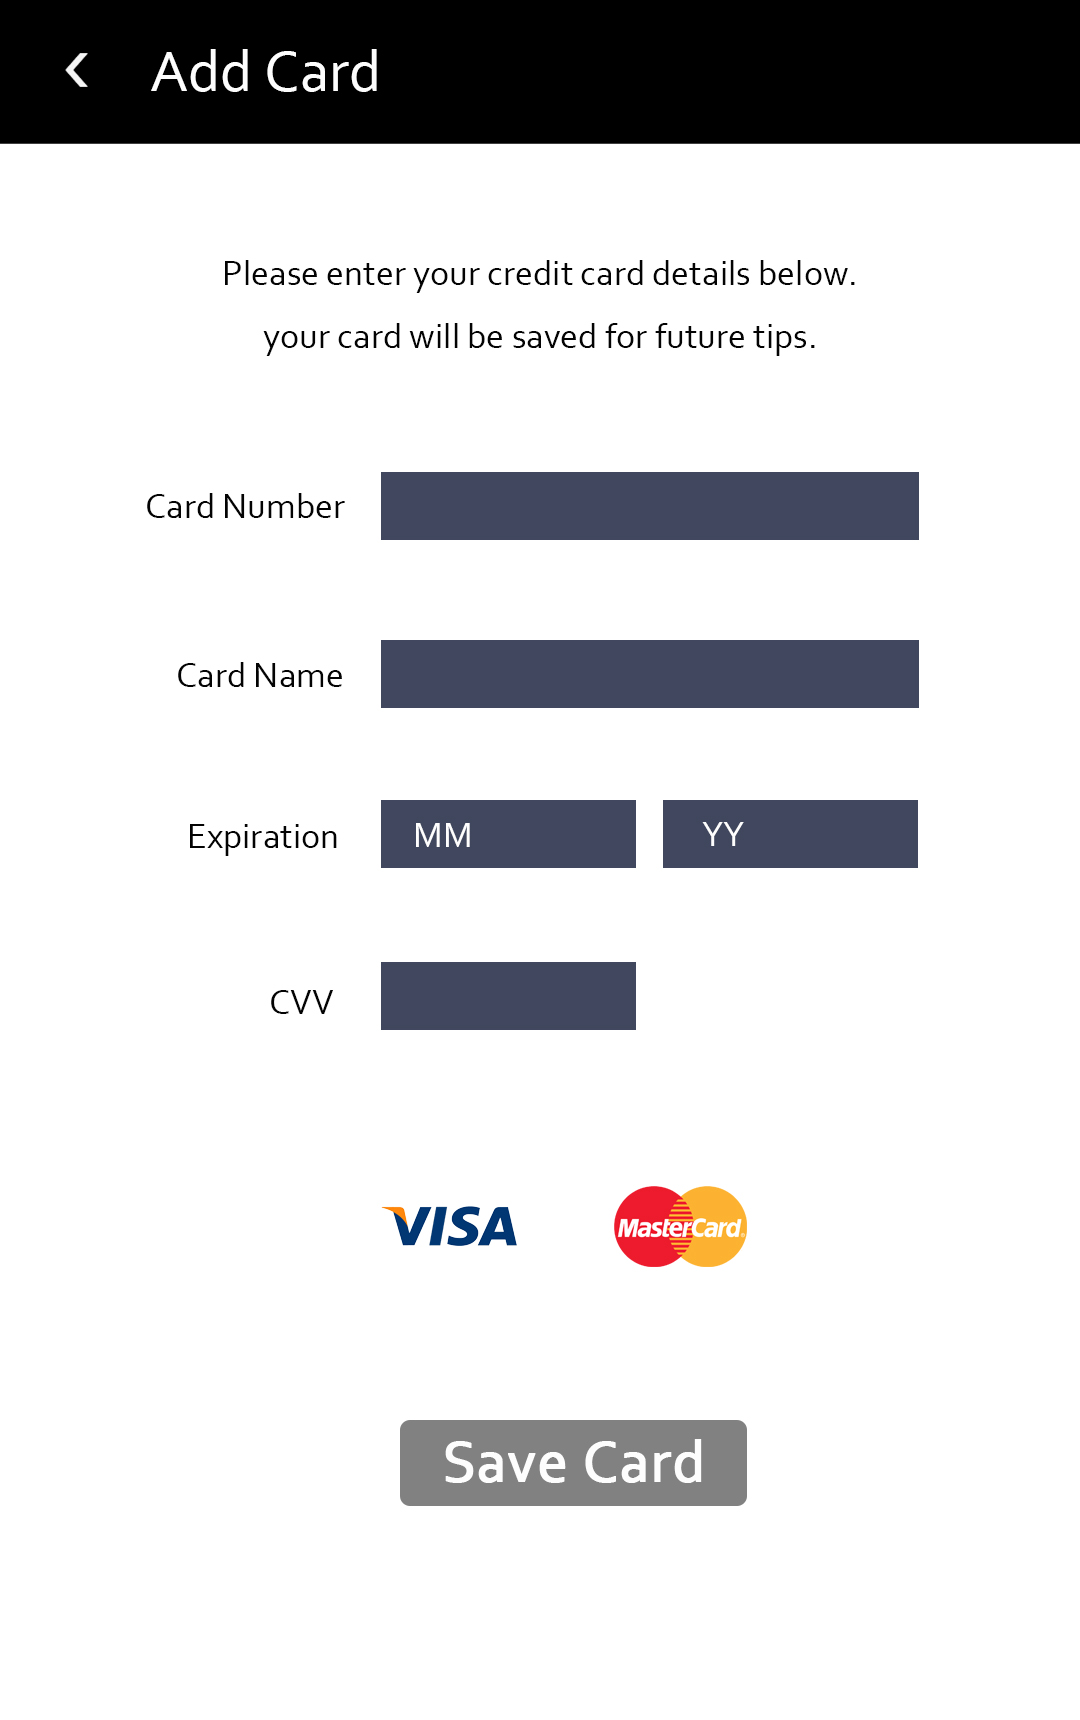 Add Card
Please enter your credit card details below.
your card will be saved for future tips.
Card Number
Card Name
Expiration MM YY
CVV
VISA MasterCard
Save Card